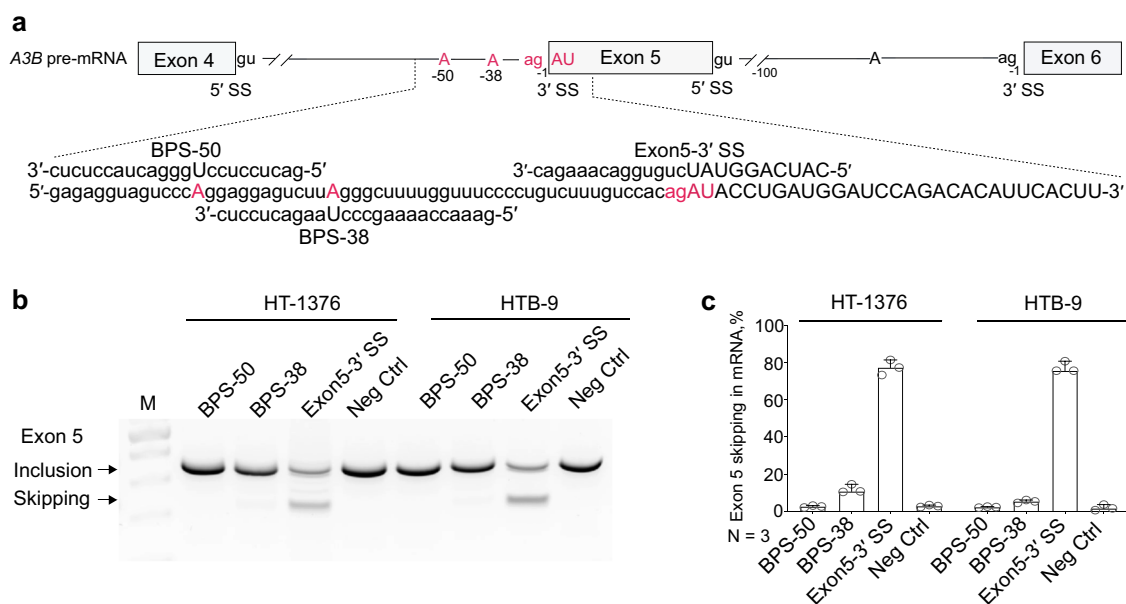 a
A3B pre-mRNA Exon 4 gu A A ag AU Exon 5 gu A ag Exon 6
-50 -38 -1 -100 -1
5′ SS 3′ SS 5′ SS 3′ SS
BPS-50 Exon5-3′ SS
3′-cucuccaucagggUccuccucag-5′ 3′-cagaaacaggugucUAUGGACUAC-5′
5′-gagagguagucccAggaggagucuuAgggcuuuugguuuccccugucuuuguccacagAUACCUGAUGGAUCCAGACACAUUCACUU-3′
3′-cuccucagaaUcccgaaaaccaaag-5′
BPS-38
b
HT-1376 HTB-9
M BPS-50 BPS-38 Exon5-3′ SS Neg Ctrl BPS-50 BPS-38 Exon5-3′ SS Neg Ctrl
Exon 5
Inclusion
Skipping
c
HT-1376 HTB-9
Exon 5 skipping in mRNA,%
100
80
60
40
20
0
N = 3
BPS-50 BPS-38 Exon5-3′ SS Neg Ctrl BPS-50 BPS-38 Exon5-3′ SS Neg Ctrl